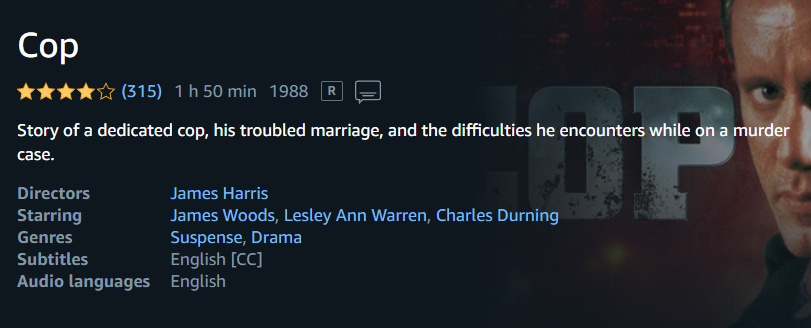 Cop
(315) 1 h 50 min 1988 R
COP
Story of a dedicated cop, his troubled marriage, and the difficulties he encounters while on a murder
case.
Directors James Harris
Starring James Woods, Lesley Ann Warren, Charles Durning
Genres Suspense, Drama
Subtitles English [CC]
Audio languages English